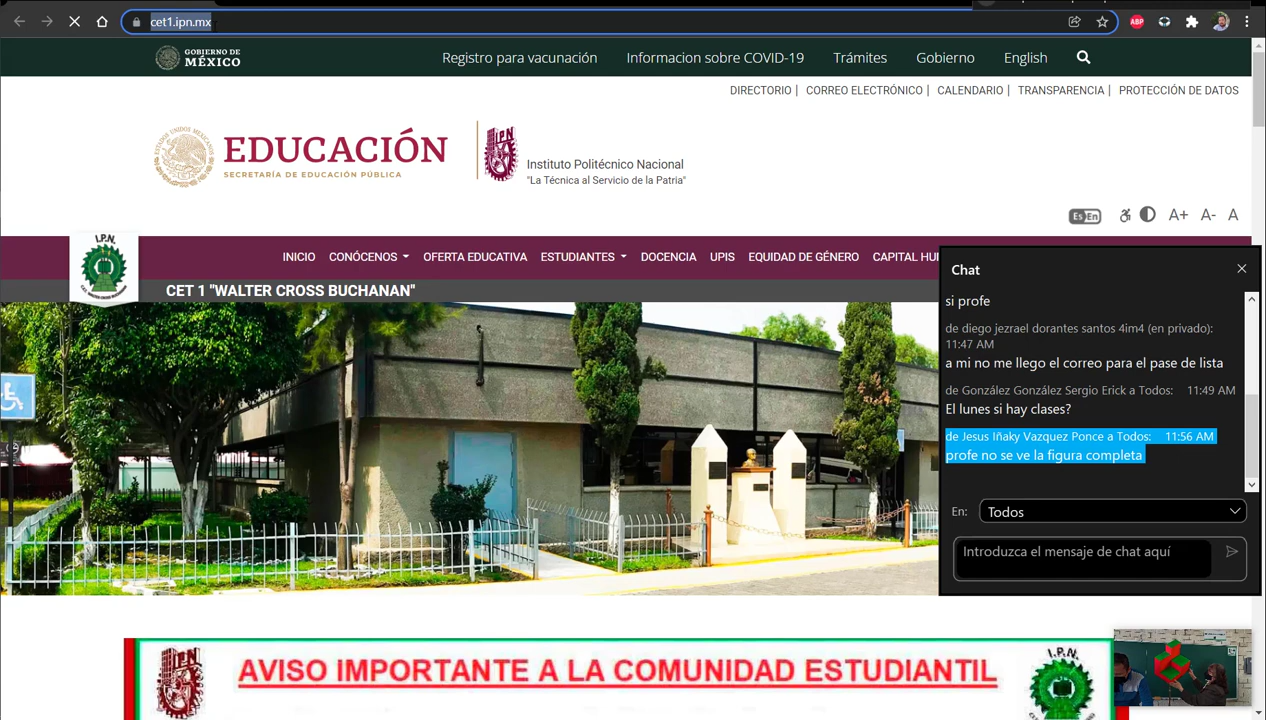 cet1.ipn.mx
ABP
GOBIERNO DE
MÉXICO
Registro para vacunación
Informacion sobre COVID-19
Trámites
Gobierno
English
DIRECTORIO | CORREO ELECTRÓNICO | CALENDARIO | TRANSPARENCIA | PROTECCIÓN DE DATOS
EDUCACIÓN
SECRETARÍA DE EDUCACIÓN PÚBLICA
Instituto Politécnico Nacional
"La Técnica al Servicio de la Patria"
Es En
A+ A- A
I.P.N.
INICIO CONÓCENOS OFERTA EDUCATIVA ESTUDIANTES DOCENCIA UPIS EQUIDAD DE GÉNERO CAPITAL HU
CET 1 "WALTER CROSS BUCHANAN"
Chat
si profe
de diego jezrael dorantes santos 4im4 (en privado):
11:47 AM
a mi no me llego el correo para el pase de lista
de González González Sergio Erick a Todos: 11:49 AM
El lunes si hay clases?
de Jesus Iñaky Vazquez Ponce a Todos: 11:56 AM
profe no se ve la figura completa
En: Todos
Introduzca el mensaje de chat aquí
AVISO IMPORTANTE A LA COMUNIDAD ESTUDIANTIL
I.P.N.